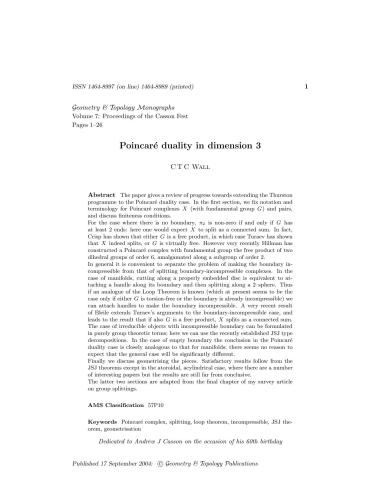 ISSN 1464-8997 (on line) 1464-8989 (printed) 1
Geometry & Topology Monographs
Volume 7: Proceedings of the Casson Fest
Pages 1–26
Poincaré duality in dimension 3
C T C Wall
Abstract The paper gives a review of progress towards extending the Thurston
programme to the Poincaré duality case. In the first section, we fix notation and
terminology for Poincaré complexes X (with fundamental group G) and pairs,
and discuss finiteness conditions.
For the case where there is no boundary, π₂ is non-zero if and only if G has
at least 2 ends: here one would expect X to split as a connected sum. In fact,
Crisp has shown that either G is a free product, in which case Turaev has shown
that X indeed splits, or G is virtually free. However very recently Hillman has
constructed a Poincaré complex with fundamental group the free product of two
dihedral groups of order 6, amalgamated along a subgroup of order 2.
In general it is convenient to separate the problem of making the boundary in-
compressible from that of splitting boundary-incompressible complexes. In the
case of manifolds, cutting along a properly embedded disc is equivalent to at-
taching a handle along its boundary and then splitting along a 2–sphere. Thus
if an analogue of the Loop Theorem is known (which at present seems to be the
case only if either G is torsion-free or the boundary is already incompressible) we
can attach handles to make the boundary incompressible. A very recent result
of Bleile extends Turaev's arguments to the boundary-incompressible case, and
leads to the result that if also G is a free product, X splits as a connected sum.
The case of irreducible objects with incompressible boundary can be formulated
in purely group theoretic terms; here we can use the recently established JSJ type
decompositions. In the case of empty boundary the conclusion in the Poincaré
duality case is closely analogous to that for manifolds; there seems no reason to
expect that the general case will be significantly different.
Finally we discuss geometrising the pieces. Satisfactory results follow from the
JSJ theorems except in the atoroidal, acylindrical case, where there are a number
of interesting papers but the results are still far from conclusive.
The latter two sections are adapted from the final chapter of my survey article
on group splittings.
AMS Classification 57P10
Keywords Poincaré complex, splitting, loop theorem, incompressible, JSJ the-
orem, geometrisation
Dedicated to Andrew J Casson on the occasion of his 60th birthday
Published 17 September 2004: © Geometry & Topology Publications